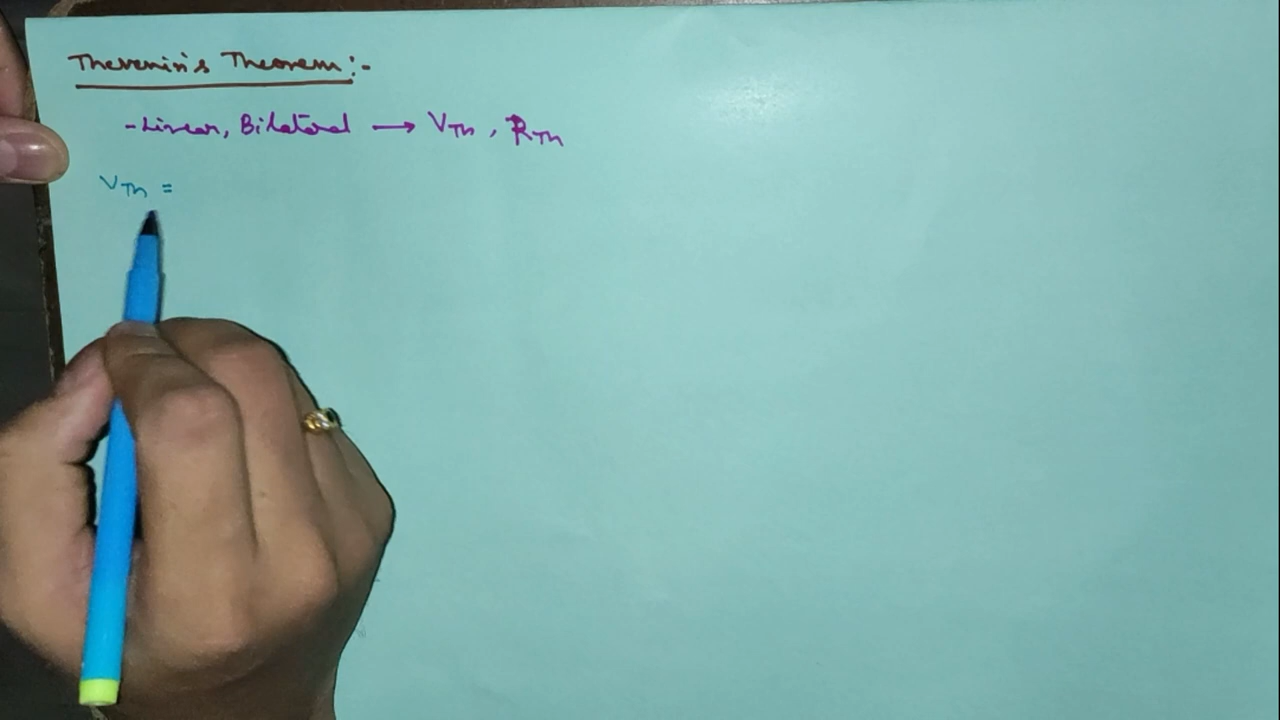 Thevenin's Theorem:-
- Linear, Bilateral → VTh, RTh
VTh =